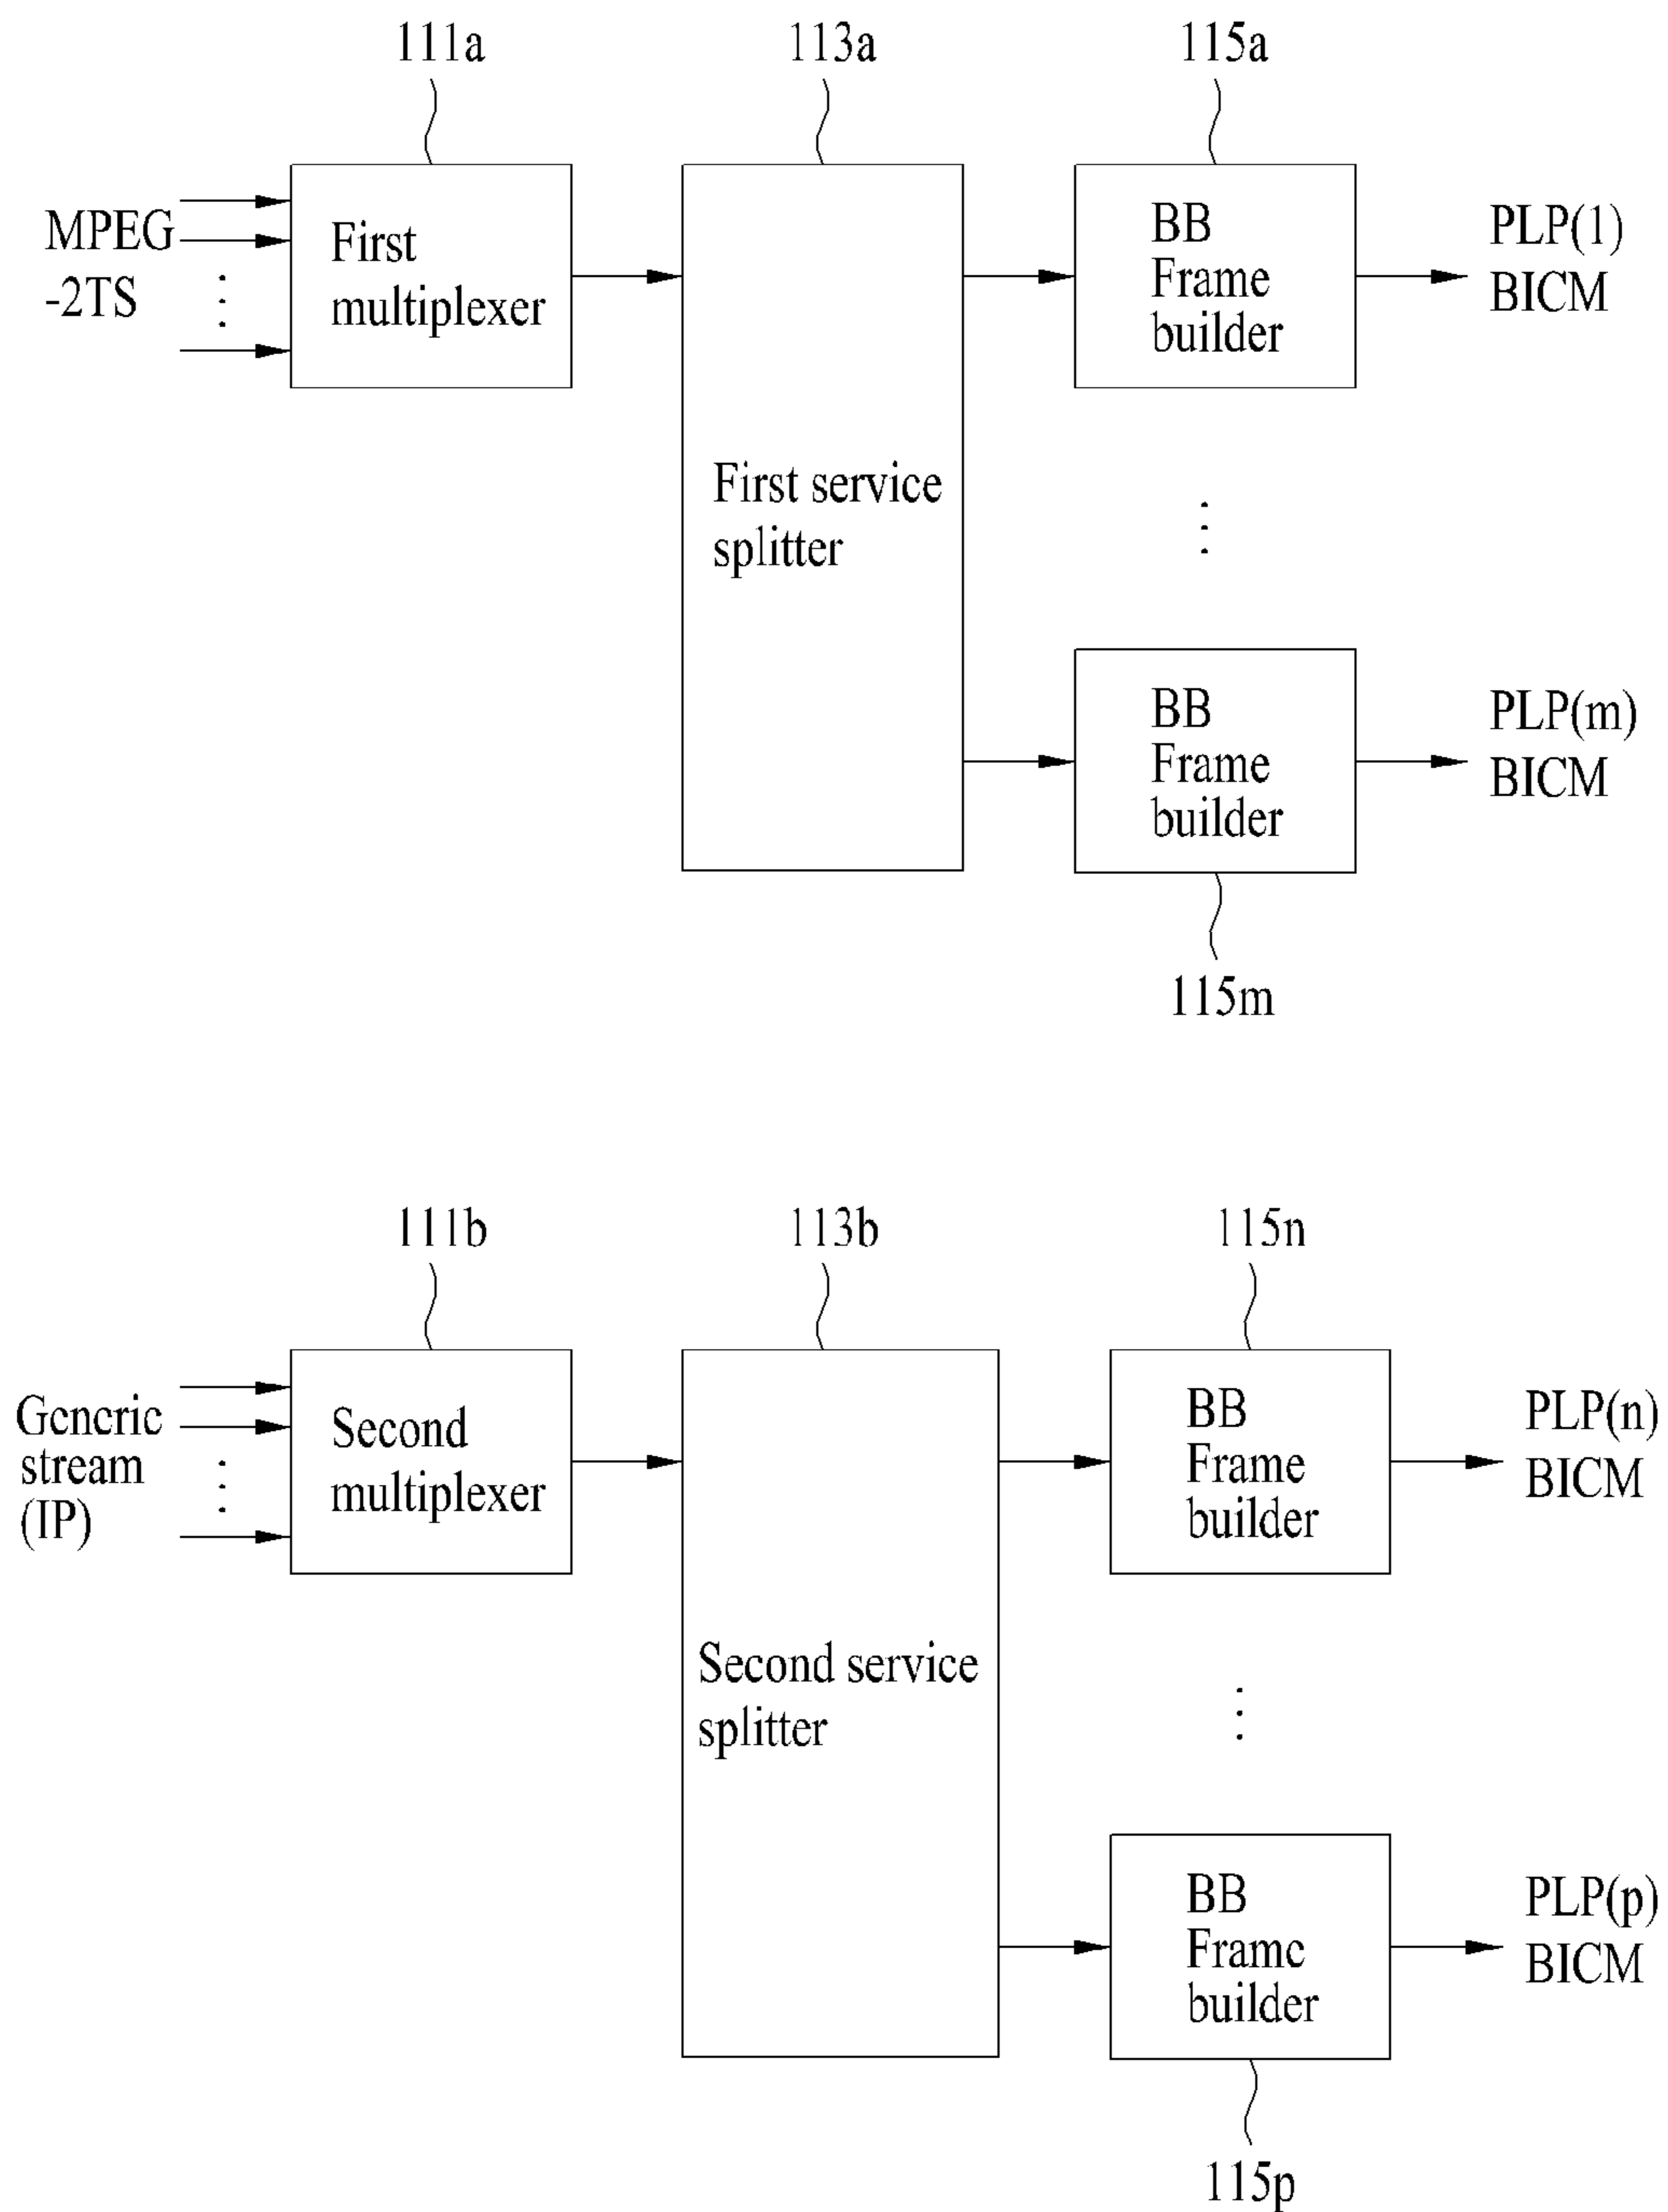 111a
113a
115a
MPEG
-2TS
First
multiplexer
First service
splitter
BB
Frame
builder
PLP(1)
BICM
BB
Frame
builder
PLP(m)
BICM
115m
111b
113b
115n
Generic
stream
(IP)
Second
multiplexer
Second service
splitter
BB
Frame
builder
PLP(n)
BICM
BB
Frame
builder
PLP(p)
BICM
115p